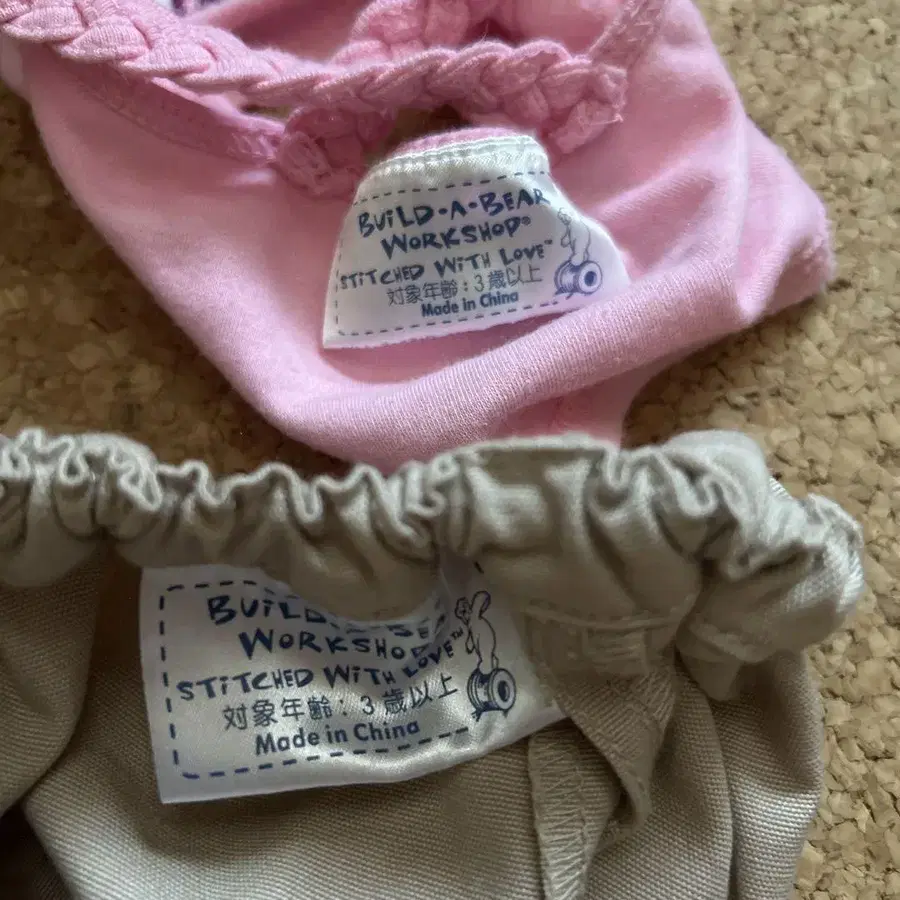 BUILD-A-BEAR
WORKSHOP®
STITCHED WITH LOVE™
対象年齢：3歳以上
Made in China
WORKSHOP
STITCHED WITH LOVE™
対象年齢：3歳以上
Made in China